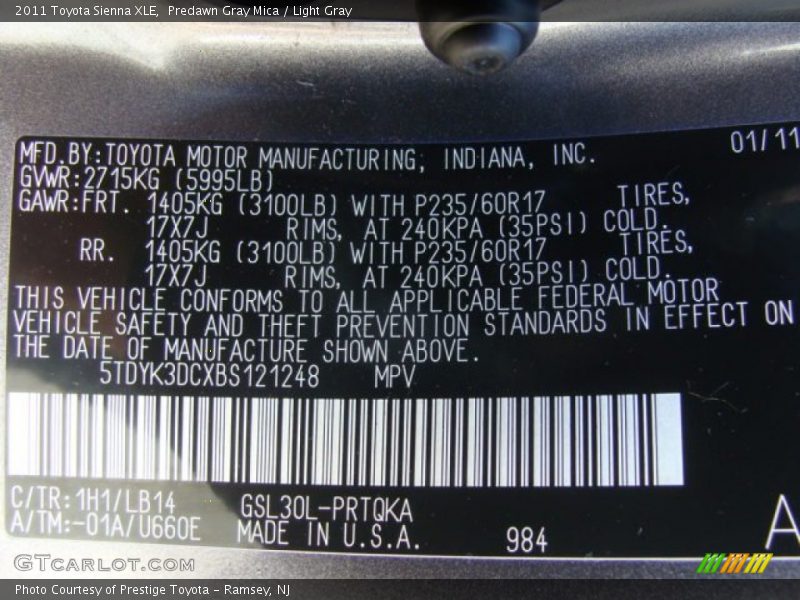 2011 Toyota Sienna XLE, Predawn Gray Mica / Light Gray
01/11
MFD.BY:TOYOTA MOTOR MANUFACTURING, INDIANA, INC.
GVWR:2715KG (5995LB)
GAWR:FRT. 1405KG (3100LB) WITH P235/60R17 TIRES,
17X7J RIMS, AT 240KPA (35PSI) COLD.
RR. 1405KG (3100LB) WITH P235/60R17 TIRES,
17X7J RIMS, AT 240KPA (35PSI) COLD.
THIS VEHICLE CONFORMS TO ALL APPLICABLE FEDERAL MOTOR
VEHICLE SAFETY AND THEFT PREVENTION STANDARDS IN EFFECT ON
THE DATE OF MANUFACTURE SHOWN ABOVE.
5TDYK3DCXBS121248 MPV
C/TR:1H1/LB14 GSL30L-PRTQKA
A/TM:-01A/U660E MADE IN U.S.A. 984
A
GTCARLOT.COM
Photo Courtesy of Prestige Toyota - Ramsey, NJ